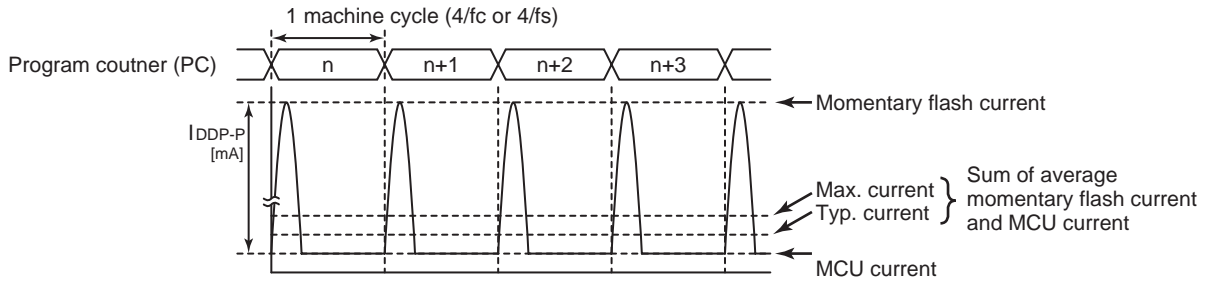 1 machine cycle (4/fc or 4/fs)
Program coutner (PC)
n
n+1
n+2
n+3
Momentary flash current
IDDP-P
[mA]
Max. current
Typ. current
Sum of average
momentary flash current
and MCU current
MCU current